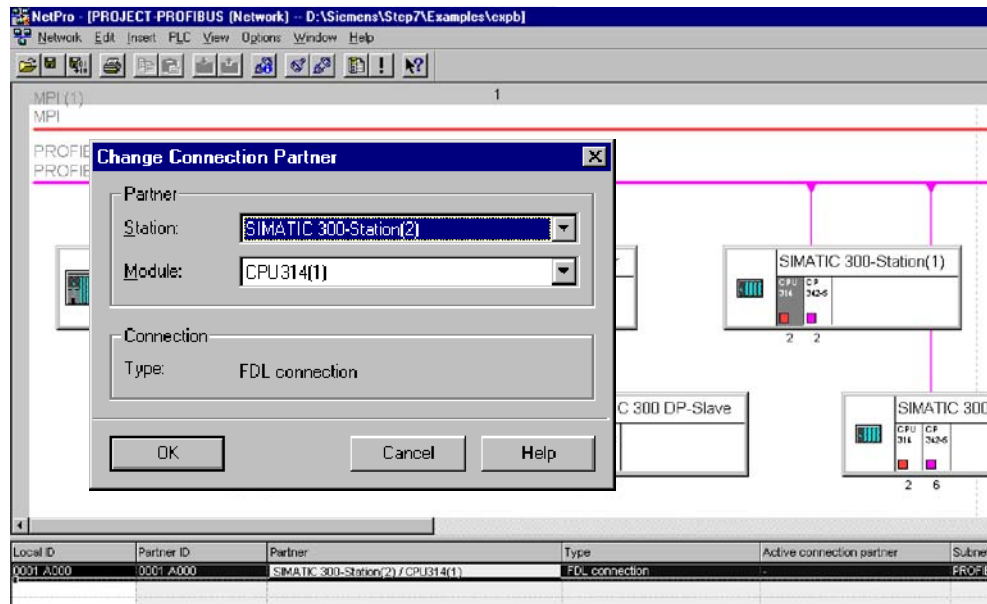 NetPro - [PROJECT-PROFIBUS (Network) -- D:\Siemens\Step7\Examples\expb]
Network Edit Insert PLC View Options Window Help
1
MPI (1)
MPI
PROFIB
PROFIB
Change Connection Partner
Partner
Station: SIMATIC 300-Station(2)
Module: CPU314(1)
Connection
Type: FDL connection
OK Cancel Help
SIMATIC 300-Station(1)
CPU CP
314 342-5
2 2
C 300 DP-Slave
SIMATIC 300
CPU CP
314 342-5
2 6
Local ID Partner ID Partner Type Active connection partner Subne
0001 A000 0001 A000 SIMATIC 300-Station(2) / CPU314(1) FDL connection - PROFIB